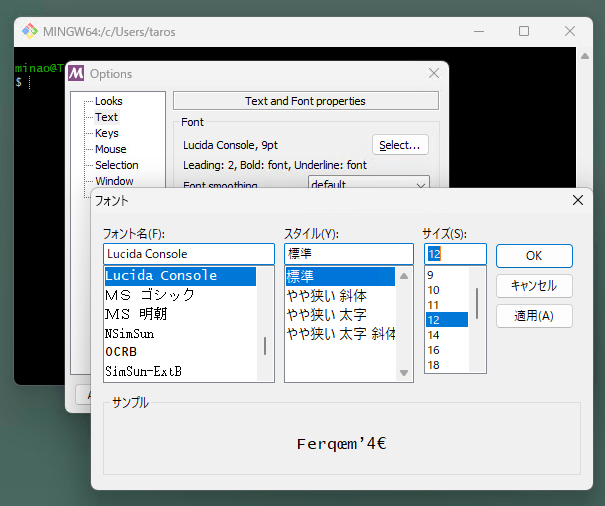 MINGW64:/c/Users/taros
minao@T
$
Options
Looks
Text
Keys
Mouse
Selection
Window
Text and Font properties
Font
Lucida Console, 9pt
Select...
Leading: 2, Bold: font, Underline: font
Font smoothing
default
フォント
フォント名(F):
Lucida Console
Lucida Console
MS ゴシック
MS 明朝
NSimSun
OCRB
SimSun-ExtB
スタイル(Y):
標準
標準
やや狭い 斜体
やや狭い 太字
やや狭い 太字 斜体
サイズ(S):
12
9
10
11
12
14
16
18
OK
キャンセル
適用(A)
サンプル
Ferqœm’4€